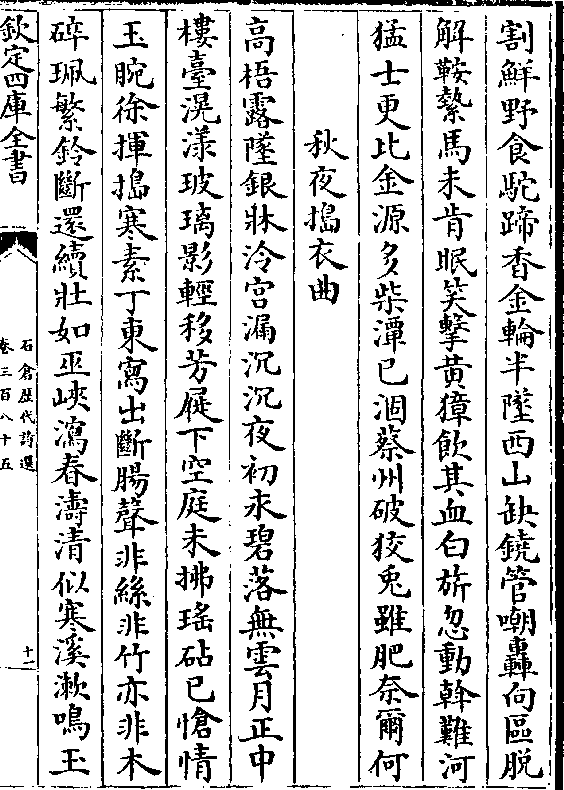 割鮮野食駝蹄香金輪半墜西山缺鐃管嘲轟向區脫
解鞍縶馬未肯眠笑擊黄獐飲其血白旂忽動斡難河
猛士更比金源多柴潭已涸蔡州破狡兎雖肥奈爾何
秋夜搗衣曲
高梧露墜銀牀冷宫漏沉沉夜初永碧落無雲月正中
樓臺滉漾玻璃影輕移芳屣下空庭未拂瑤砧已愴情
玉腕徐揮搗寒素丁東寫出斷腸聲非絲非竹亦非木
碎珮繁鈴斷還續壯如巫峽瀉春濤清似寒溪漱鳴玉
欽定四庫全書
石倉歴代詩選
卷三百八十五
十一